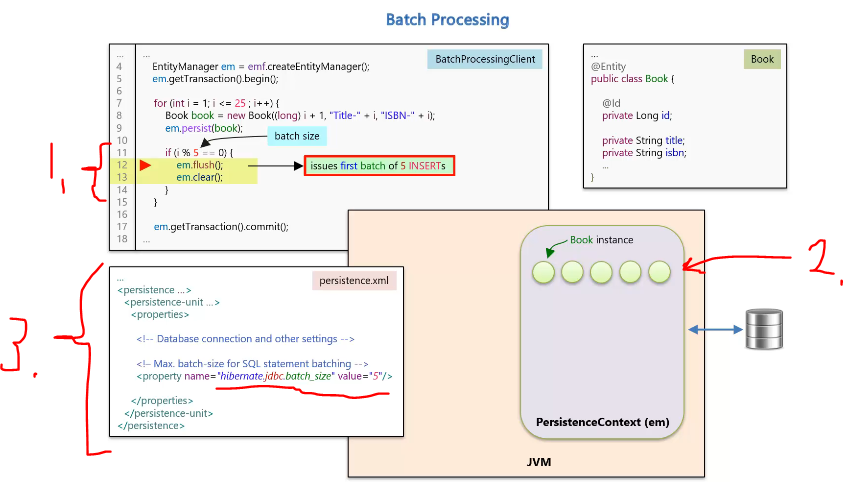 Batch Processing
BatchProcessingClient
... ...
4 EntityManager em = emf.createEntityManager();
5 em.getTransaction().begin();
6
7 for (int i = 1; i <= 25 ; i++) {
8 Book book = new Book((long) i + 1, "Title-" + i, "ISBN-" + i);
9 em.persist(book);
10
batch size
11 if (i % 5 == 0) {
12 em.flush();
issues first batch of 5 INSERTs
13 em.clear();
14 }
15 }
16
17 em.getTransaction().commit();
18 ...
1.
Book
...
@Entity
public class Book {
@Id
private Long id;
private String title;
private String isbn;
...
}
persistence.xml
...
<persistence ...>
<persistence-unit ...>
<properties>
<!-- Database connection and other settings -->
<!– Max. batch-size for SQL statement batching -->
<property name="hibernate.jdbc.batch_size" value="5"/>
</properties>
</persistence-unit>
</persistence>
3.
Book instance
2.
PersistenceContext (em)
JVM